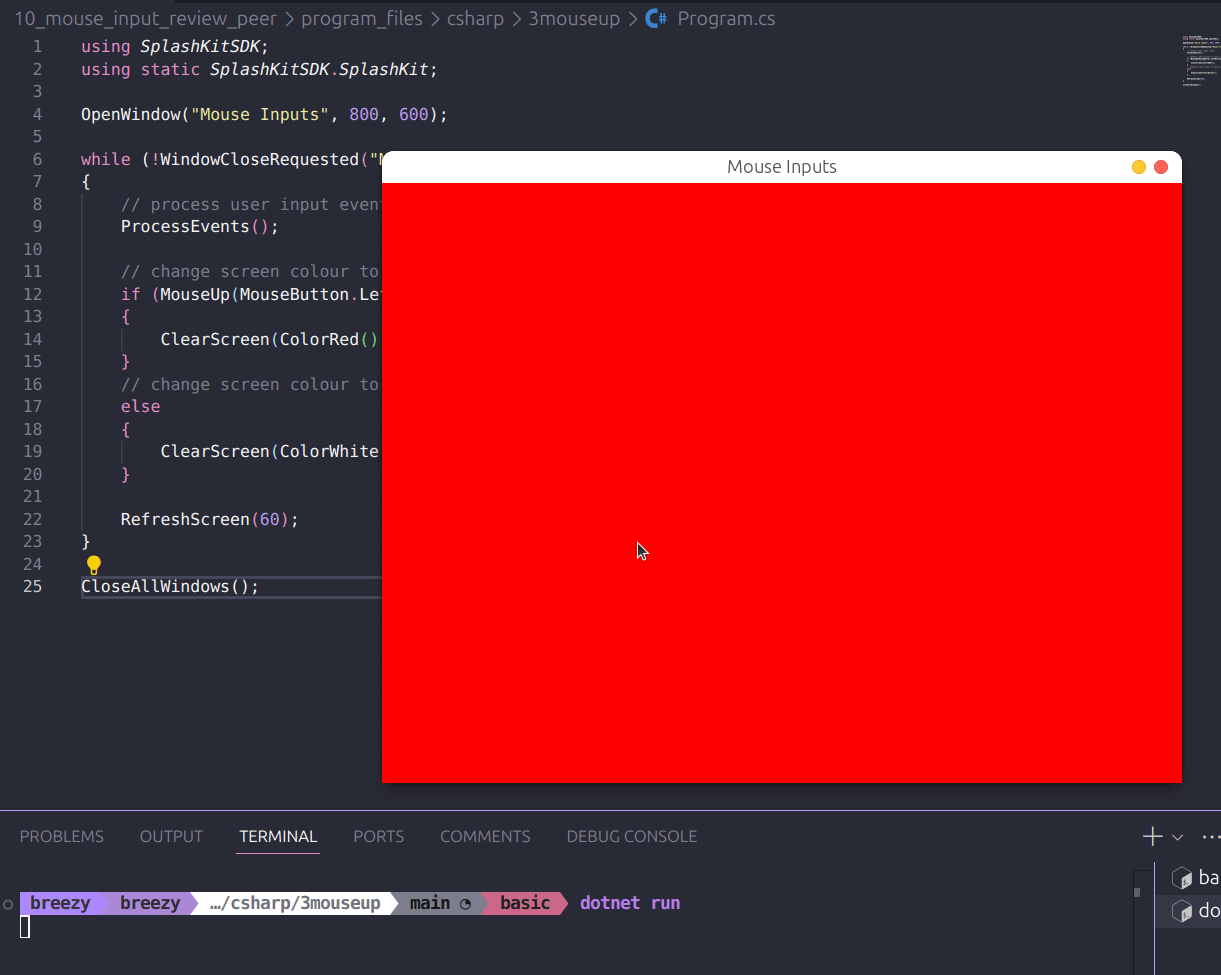 10_mouse_input_review_peer > program_files > csharp > 3mouseup > C# Program.cs
1 using SplashKitSDK;
2 using static SplashKitSDK.SplashKit;
3
4 OpenWindow("Mouse Inputs", 800, 600);
5
6 while (!WindowCloseRequested("M
7 {
8 // process user input even
9 ProcessEvents();
10
11 // change screen colour to
12 if (MouseUp(MouseButton.Le
13 {
14 ClearScreen(ColorRed()
15 }
16 // change screen colour to
17 else
18 {
19 ClearScreen(ColorWhite
20 }
21
22 RefreshScreen(60);
23 }
24
25 CloseAllWindows();
Mouse Inputs
PROBLEMS OUTPUT TERMINAL PORTS COMMENTS DEBUG CONSOLE
breezy breezy …/csharp/3mouseup main basic dotnet run
ba
do